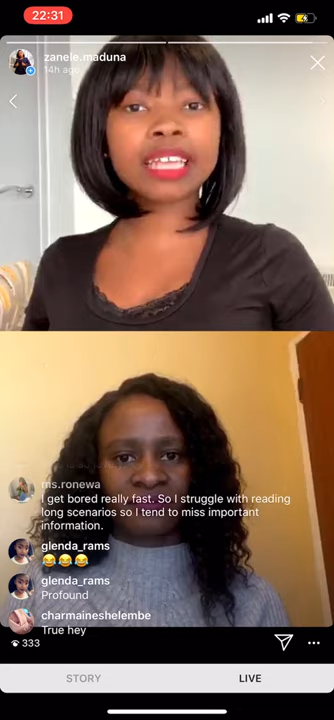 22:31
zanele.maduna
14h ago
ms.ronewa
I get bored really fast. So I struggle with reading
long scenarios so I tend to miss important
information.
glenda_rams
😂😂😂
glenda_rams
Profound
charmaineshelembe
True hey
333
STORY
LIVE